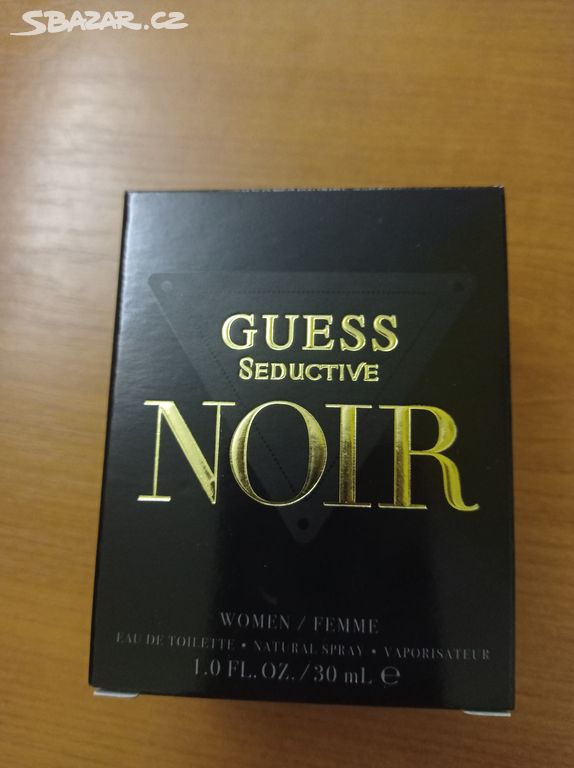 SBAZAR.CZ
GUESS
SEDUCTIVE
NOIR
WOMEN / FEMME
EAU DE TOILETTE • NATURAL SPRAY • VAPORISATEUR
1.0 FL. OZ. / 30 mL ℮